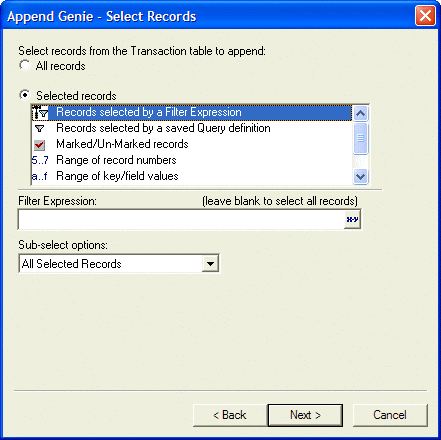 Append Genie - Select Records
Select records from the Transaction table to append:
All records
Selected records
Records selected by a Filter Expression
Records selected by a saved Query definition
Marked/Un-Marked records
5..7 Range of record numbers
a..f Range of key/field values
Filter Expression: (leave blank to select all records)
x-y
Sub-select options:
All Selected Records
< Back Next > Cancel